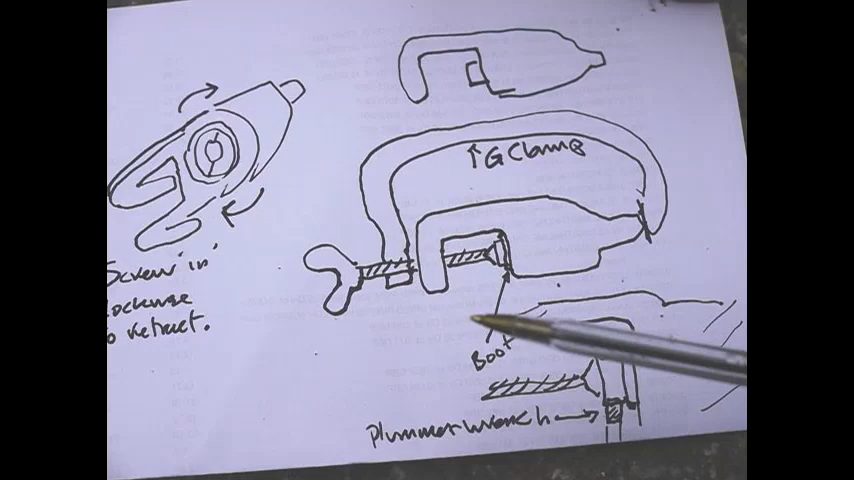 G Clamp
Screw 'in'
clockwise
to retract.
Boot
Plummer wrench